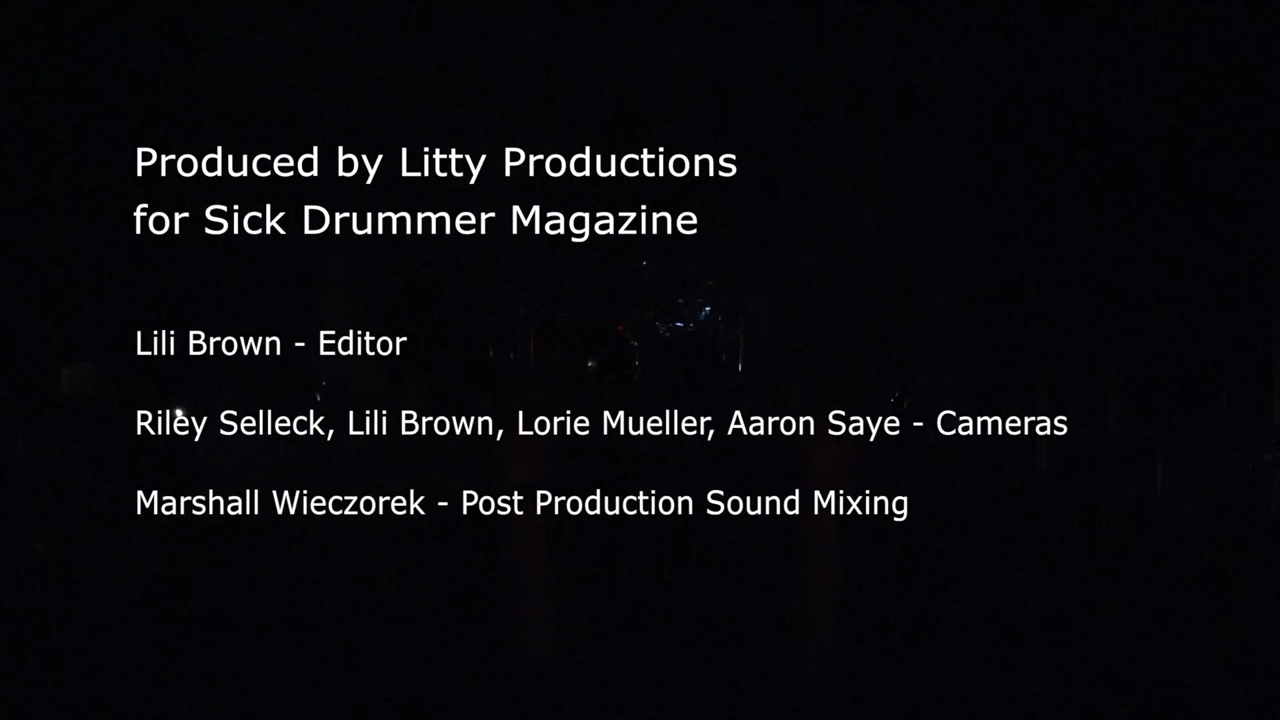 Produced by Litty Productions
for Sick Drummer Magazine
Lili Brown - Editor
Riley Selleck, Lili Brown, Lorie Mueller, Aaron Saye - Cameras
Marshall Wieczorek - Post Production Sound Mixing